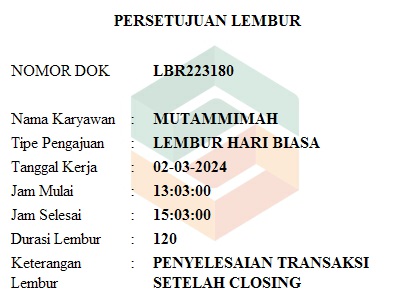 PERSETUJUAN LEMBUR
NOMOR DOK LBR223180
Nama Karyawan : MUTAMMIMAH
Tipe Pengajuan : LEMBUR HARI BIASA
Tanggal Kerja : 02-03-2024
Jam Mulai : 13:03:00
Jam Selesai : 15:03:00
Durasi Lembur : 120
Keterangan : PENYELESAIAN TRANSAKSI
Lembur SETELAH CLOSING